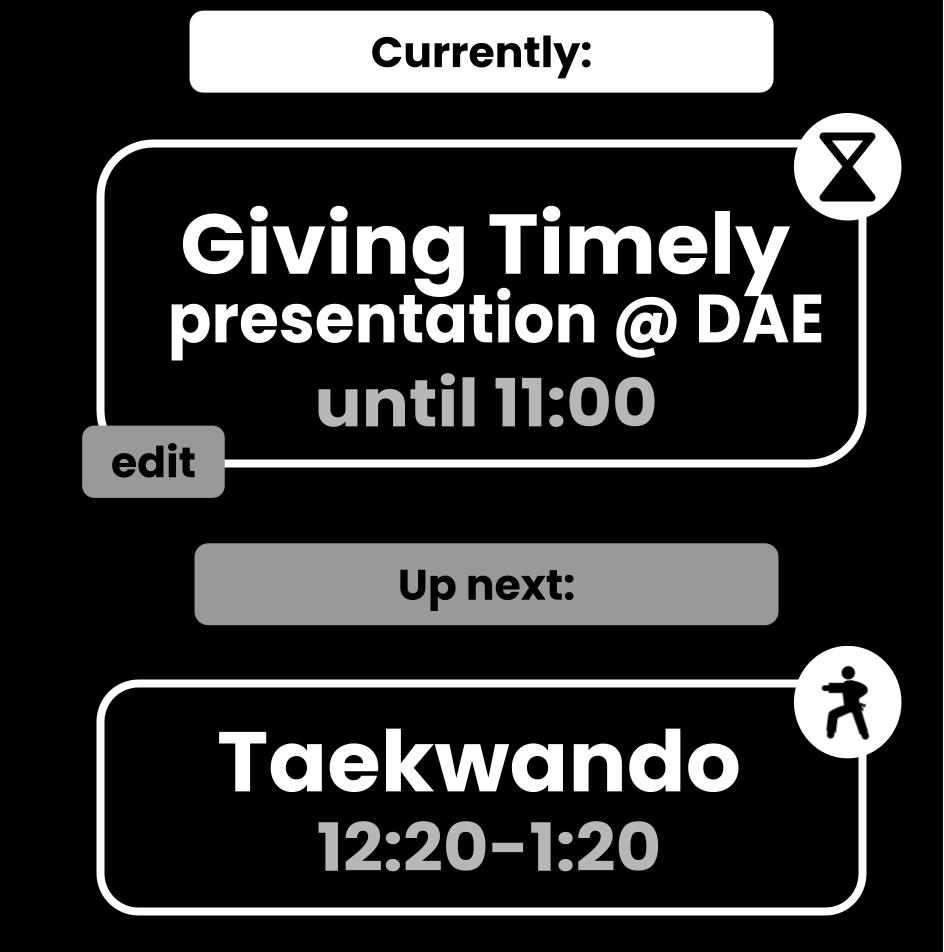 Currently:
Giving Timely
presentation @ DAE
until 11:00
edit
Up next:
Taekwando
12:20-1:20